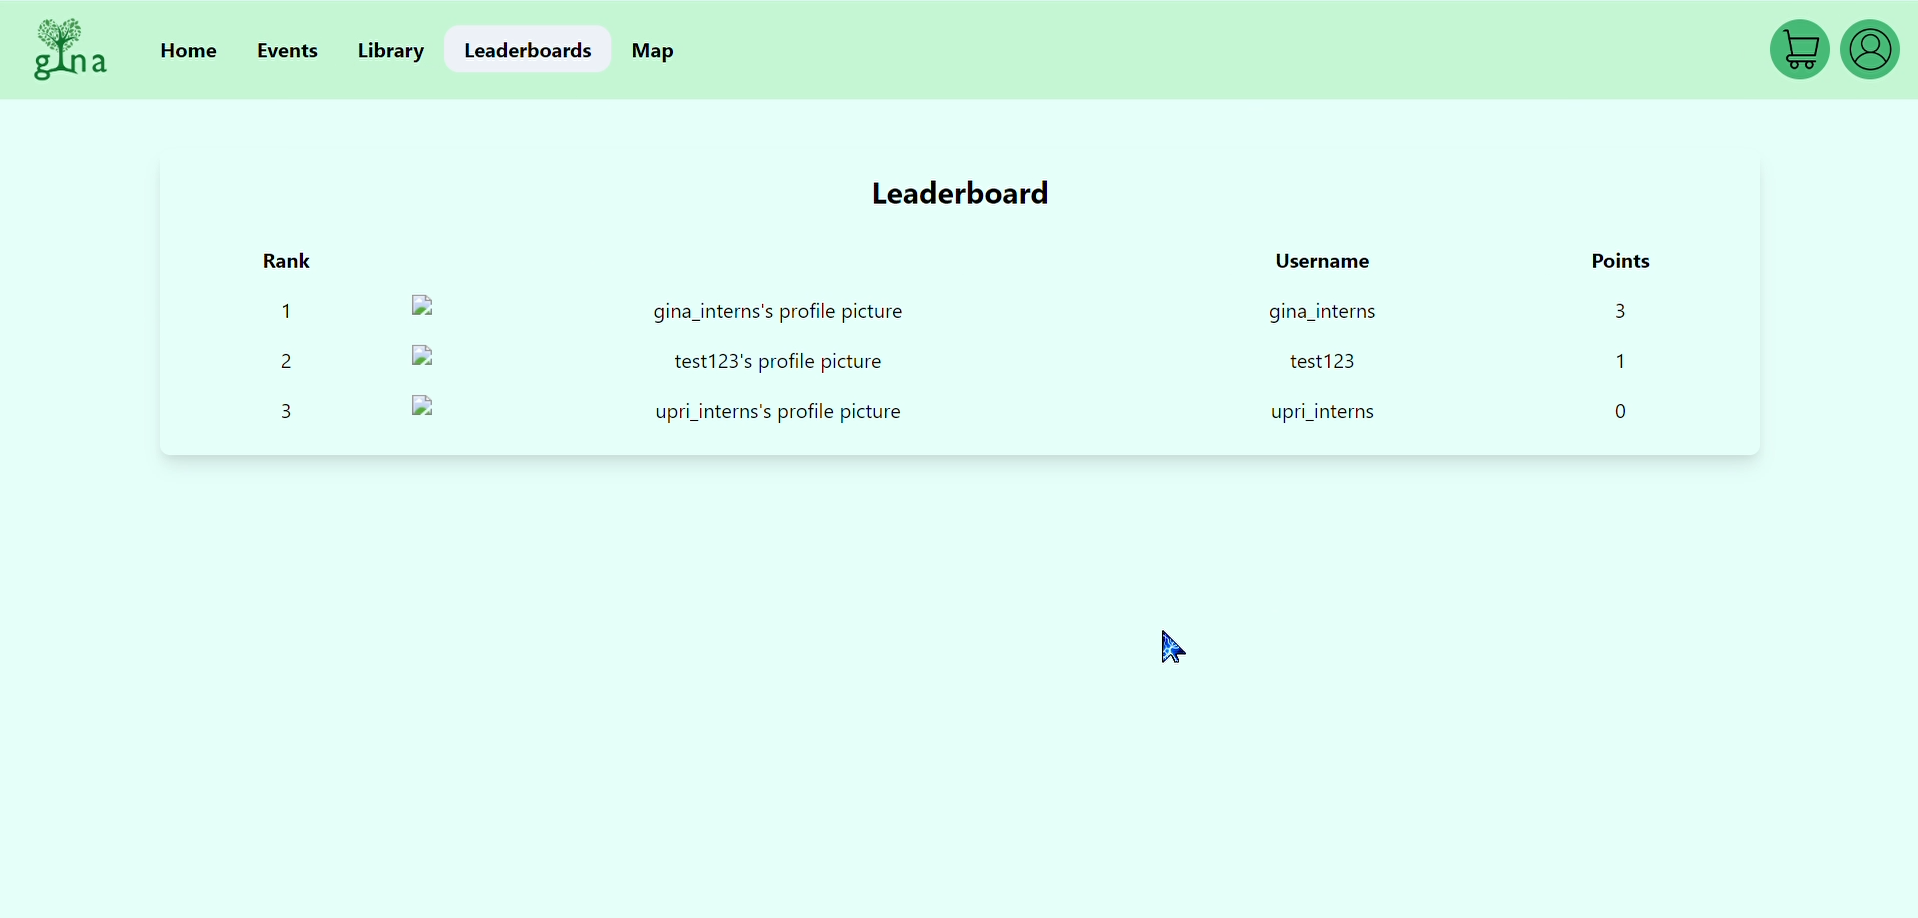 gina Home Events Library Leaderboards Map
Leaderboard
Rank Username Points
1 gina_interns's profile picture gina_interns 3
2 test123's profile picture test123 1
3 upri_interns's profile picture upri_interns 0